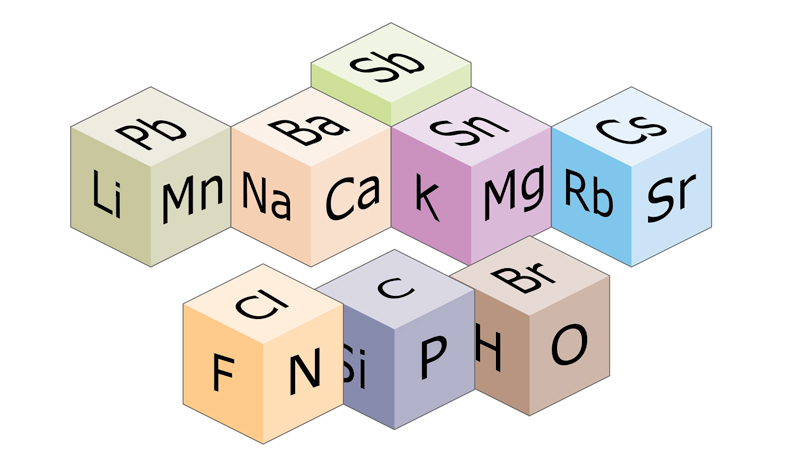 Sb
Pb Ba Sn Cs
Li Mn Na Ca k Mg Rb Sr
Cl C Br
F N Si P H O